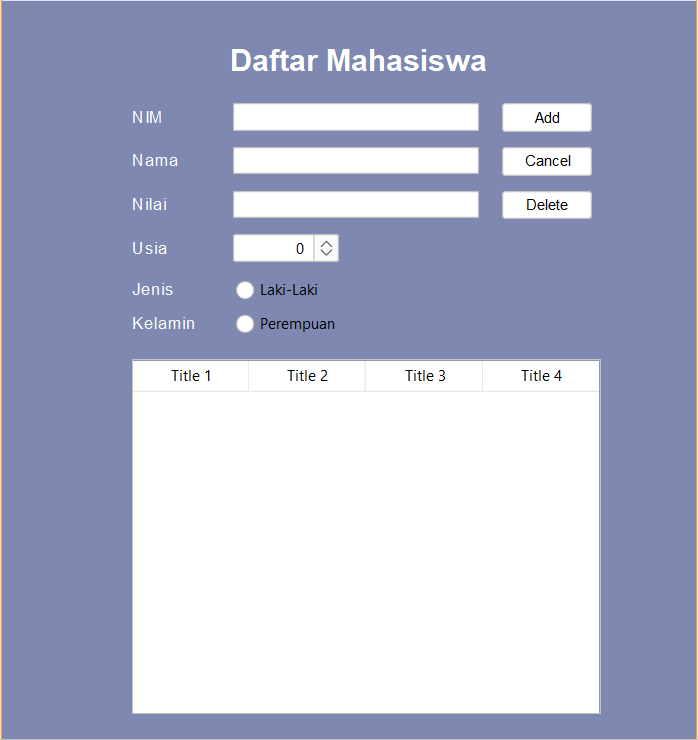 Daftar Mahasiswa
NIM Add
Nama Cancel
Nilai Delete
Usia 0
Jenis Laki-Laki
Kelamin Perempuan
Title 1 Title 2 Title 3 Title 4